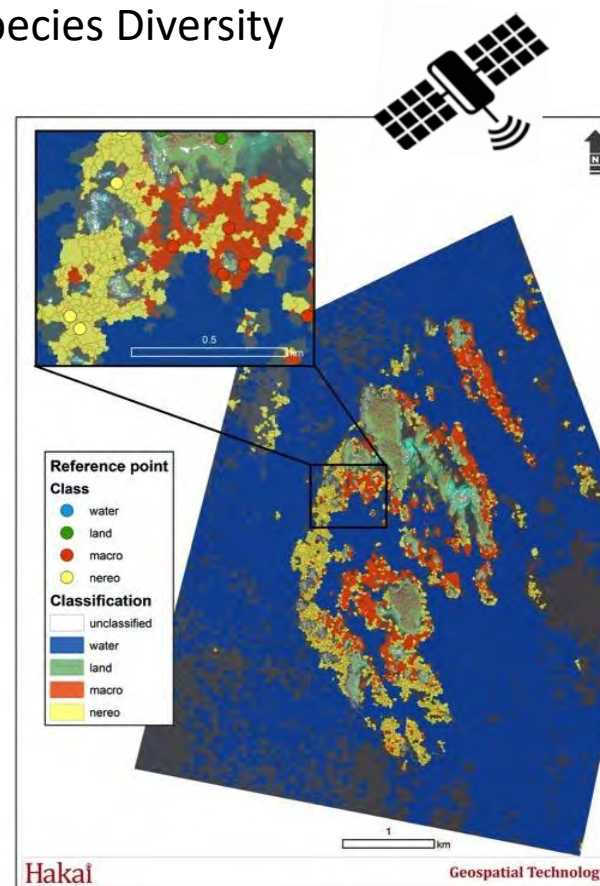 pecies Diversity
N
0.5
km
Reference point
Class
water
land
macro
nereo
Classification
unclassified
water
land
macro
nereo
1
km
Hakai
Geospatial Technolog